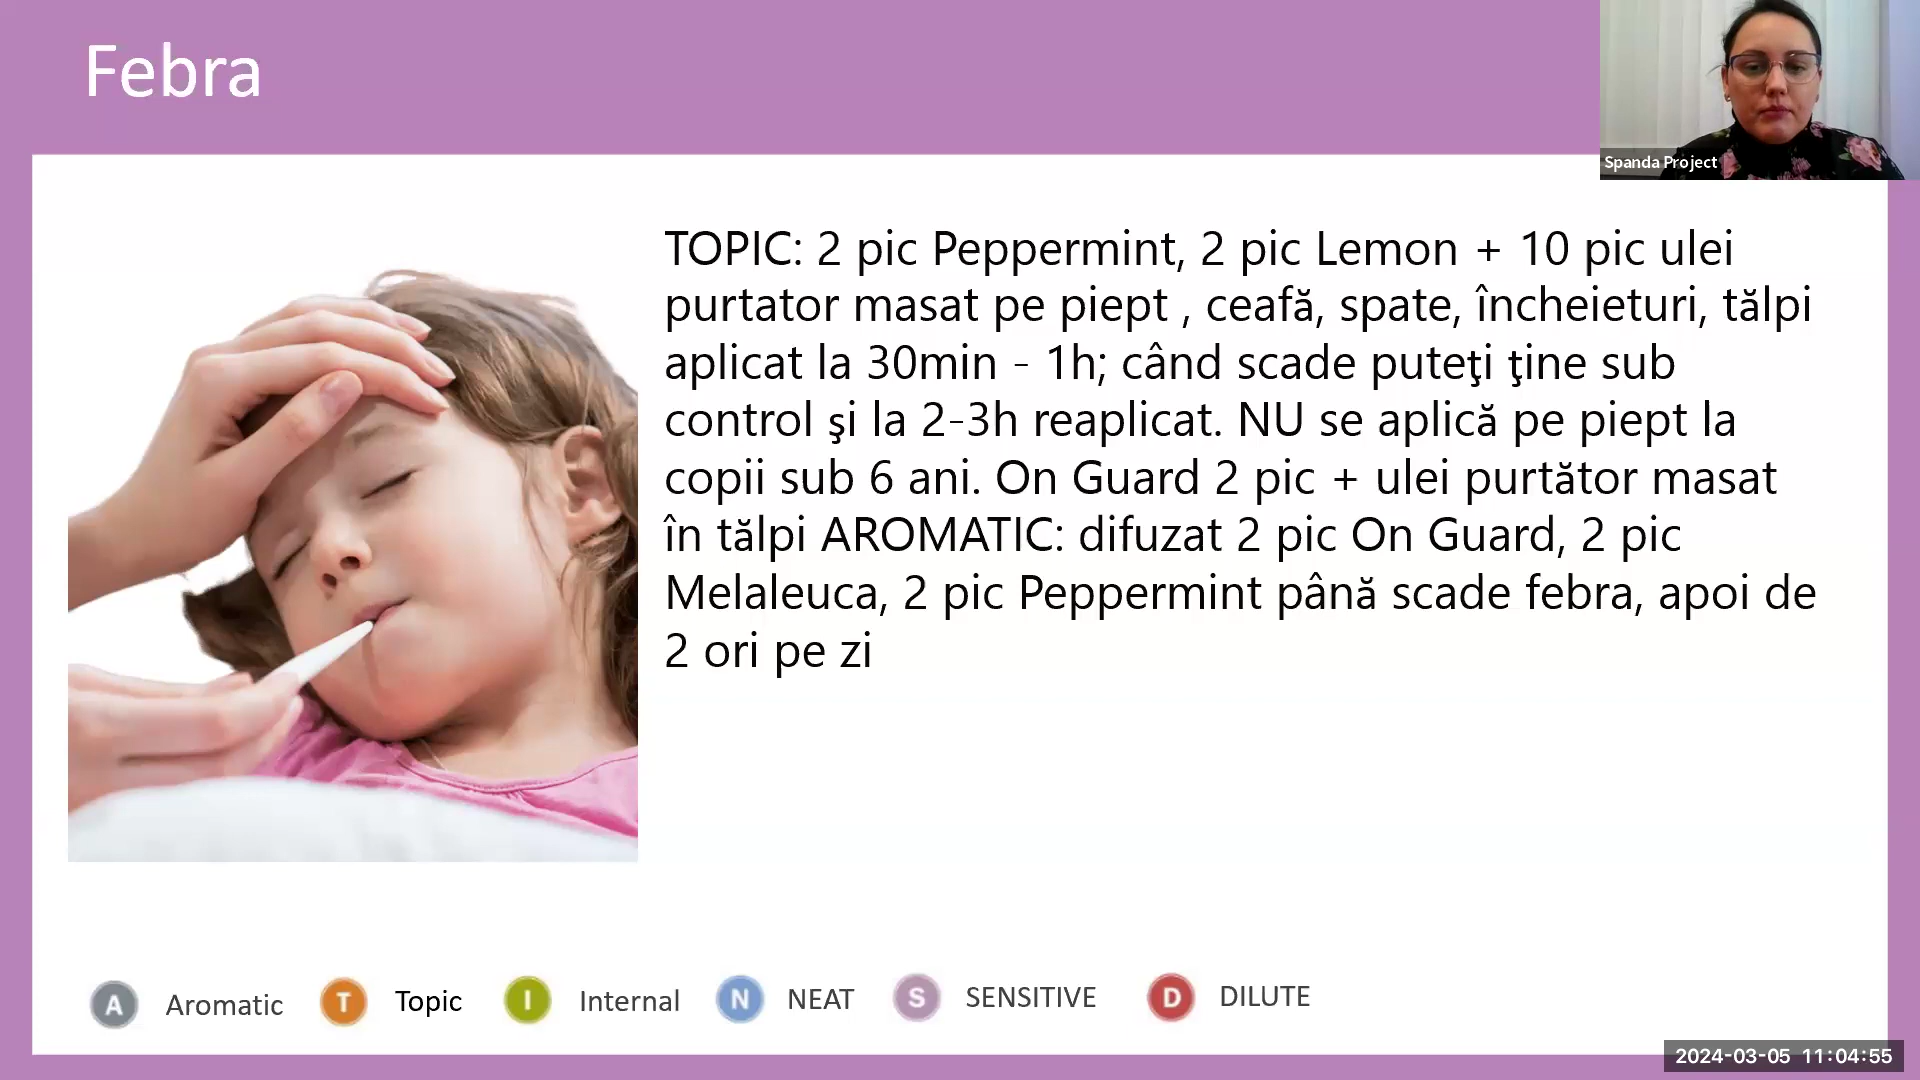 Febra
Spanda Project
TOPIC: 2 pic Peppermint, 2 pic Lemon + 10 pic ulei
purtator masat pe piept , ceafă, spate, încheieturi, tălpi
aplicat la 30min - 1h; când scade puteţi ţine sub
control şi la 2-3h reaplicat. NU se aplică pe piept la
copii sub 6 ani. On Guard 2 pic + ulei purtător masat
în tălpi AROMATIC: difuzat 2 pic On Guard, 2 pic
Melaleuca, 2 pic Peppermint până scade febra, apoi de
2 ori pe zi
A Aromatic T Topic I Internal N NEAT S SENSITIVE D DILUTE
2024-03-05 11:04:55